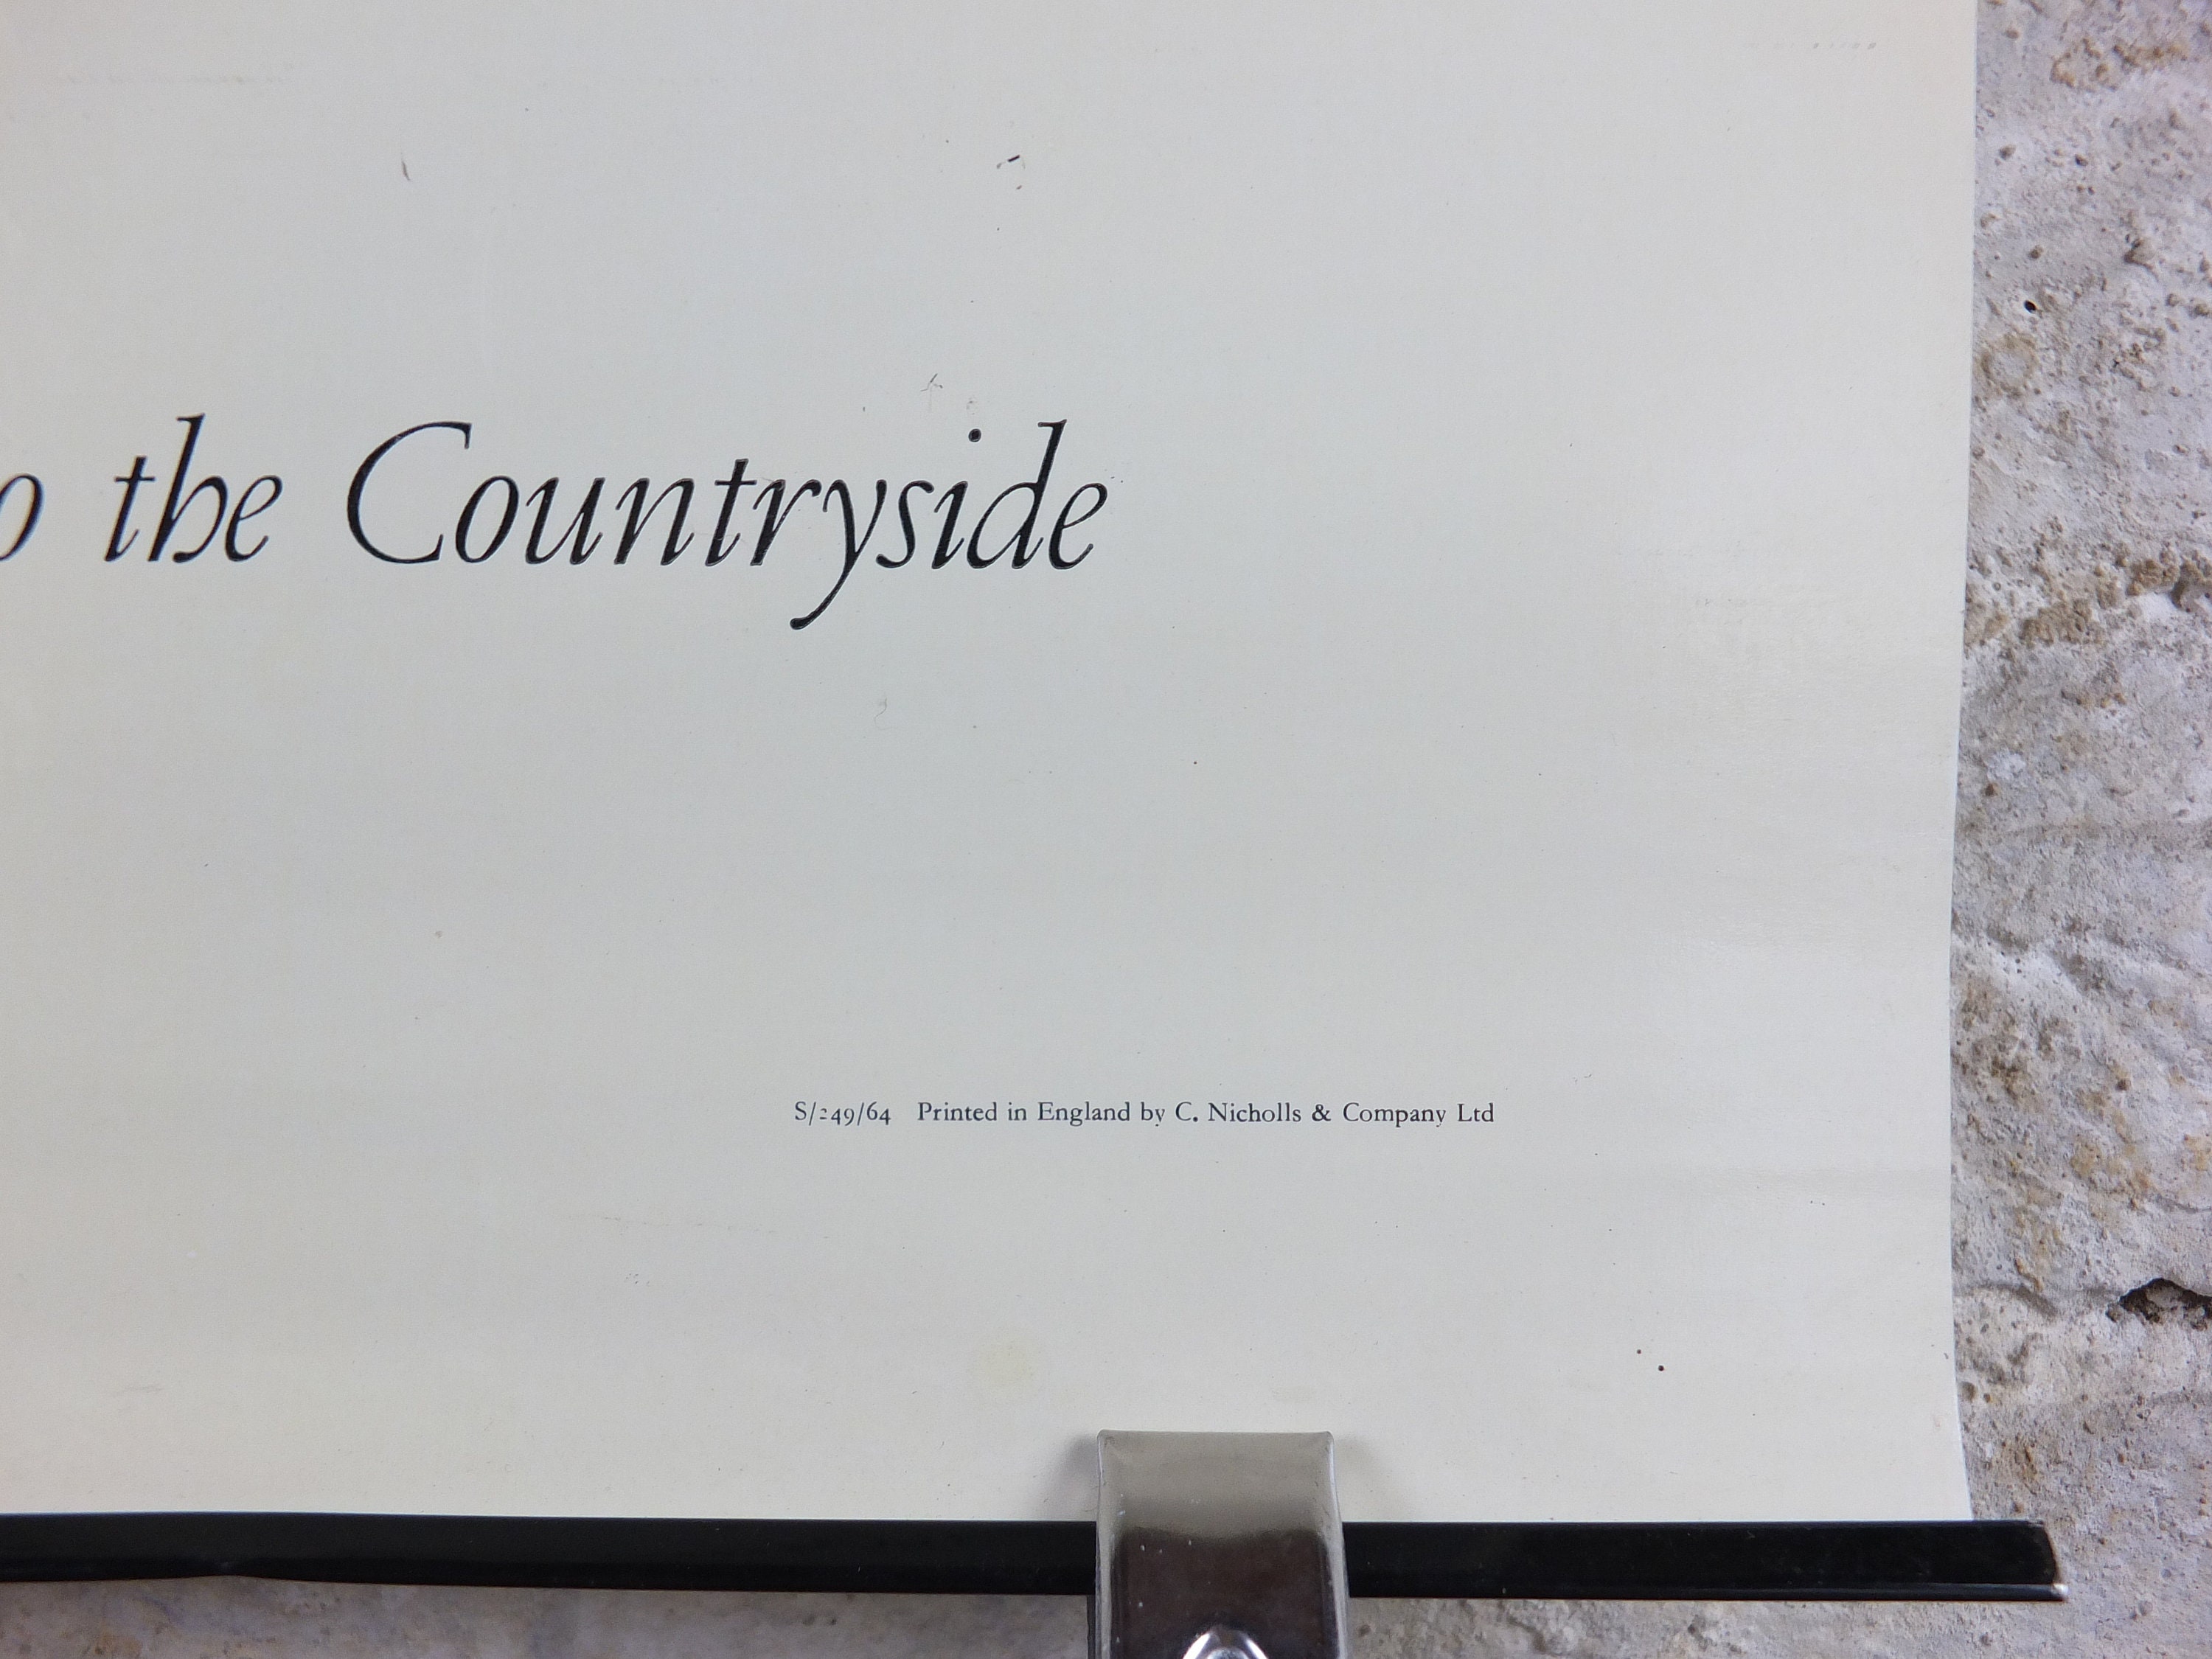 o the Countryside
S/249/64 Printed in England by C. Nicholls & Company Ltd